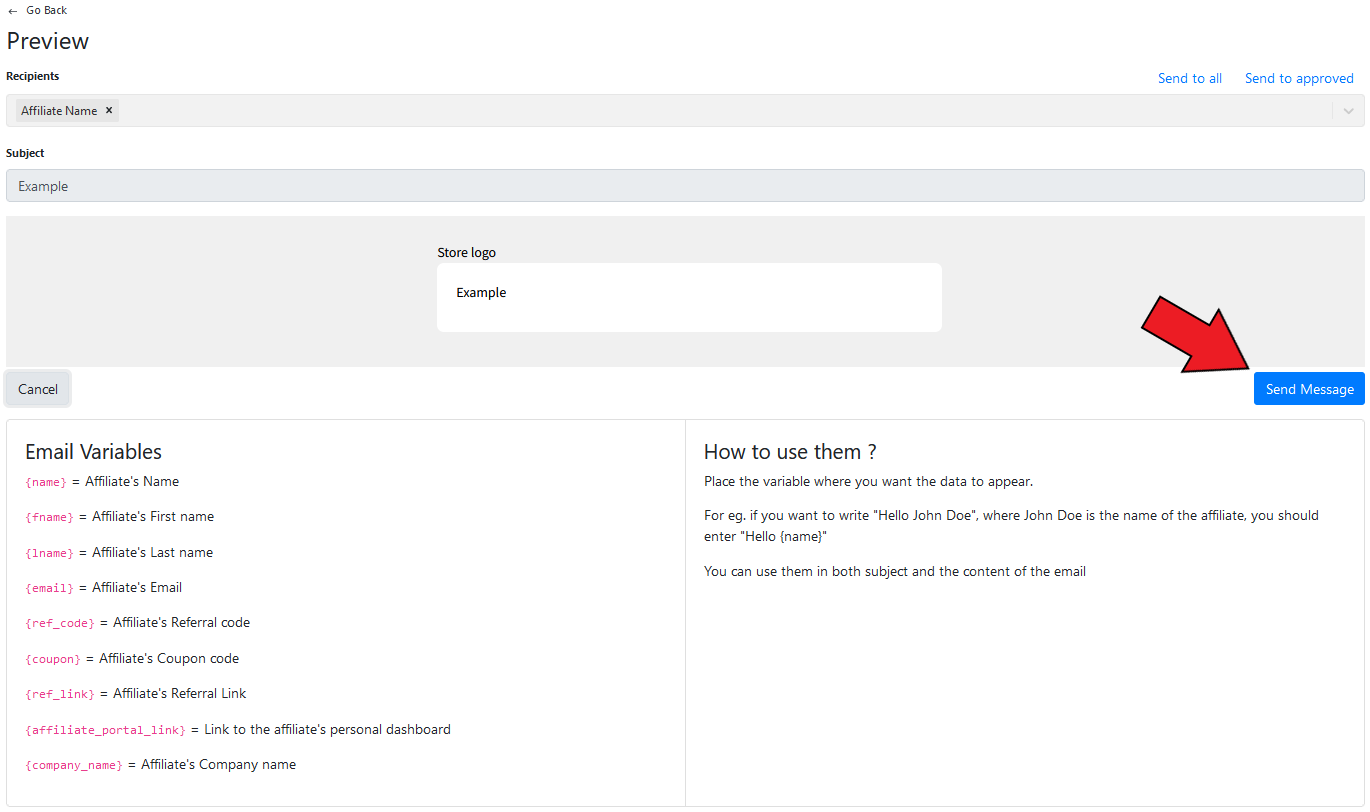 ← Go Back
Preview
Recipients
Send to all Send to approved
Affiliate Name ×
Subject
Example
Store logo
Example
Cancel
Send Message
Email Variables
{name} = Affiliate's Name
{fname} = Affiliate's First name
{lname} = Affiliate's Last name
{email} = Affiliate's Email
{ref_code} = Affiliate's Referral code
{coupon} = Affiliate's Coupon code
{ref_link} = Affiliate's Referral Link
{affiliate_portal_link} = Link to the affiliate's personal dashboard
{company_name} = Affiliate's Company name
How to use them ?
Place the variable where you want the data to appear.
For eg. if you want to write "Hello John Doe", where John Doe is the name of the affiliate, you should
enter "Hello {name}"
You can use them in both subject and the content of the email